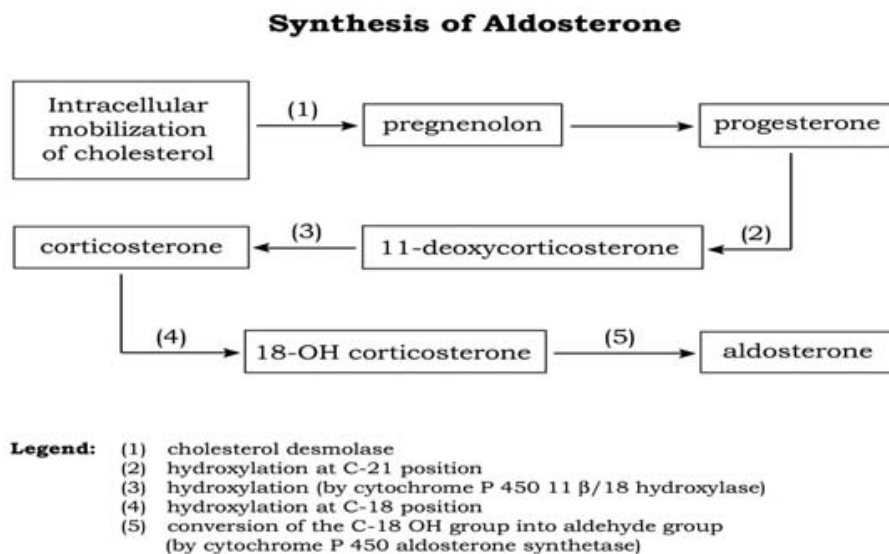 Synthesis of Aldosterone
Intracellular
mobilization
of cholesterol
(1)
pregnenolon
progesterone
corticosterone
(3)
11-deoxycorticosterone
(2)
(4)
18-OH corticosterone
(5)
aldosterone
Legend: (1) cholesterol desmolase
(2) hydroxylation at C-21 position
(3) hydroxylation (by cytochrome P 450 11 β/18 hydroxylase)
(4) hydroxylation at C-18 position
(5) conversion of the C-18 OH group into aldehyde group
(by cytochrome P 450 aldosterone synthetase)